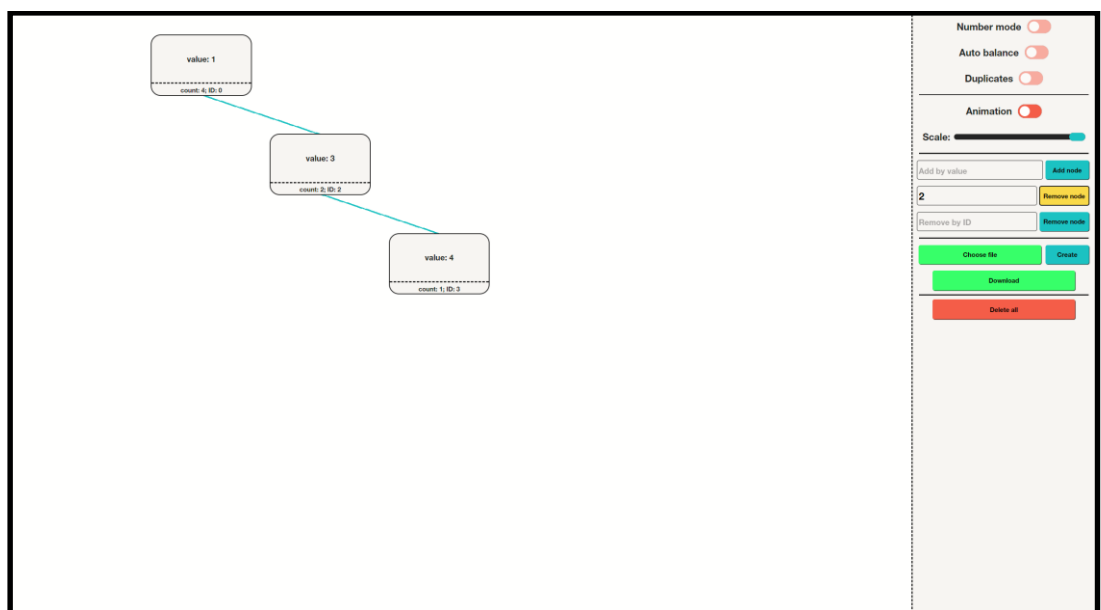 value: 1
count: 4; ID: 0
value: 3
count: 2; ID: 2
value: 4
count: 1; ID: 3
Number mode
Auto balance
Duplicates
Animation
Scale:
Add by value
Add node
2
Remove node
Remove by ID
Remove node
Choose file
Create
Download
Delete all